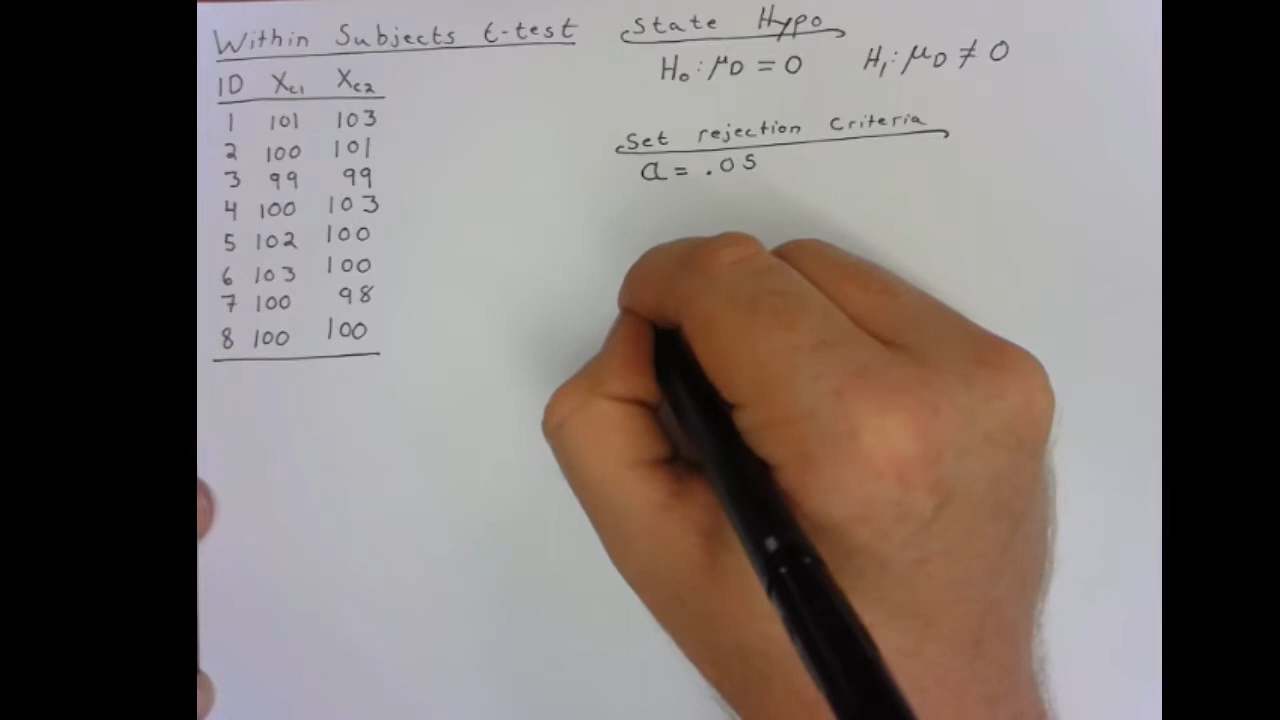 Within Subjects t-test
ID Xc1 Xc2
1 101 103
2 100 101
3 99 99
4 100 103
5 102 100
6 103 100
7 100 98
8 100 100
State Hypo
H₀: μD = 0 H₁: μD ≠ 0
Set rejection Criteria
α = .05